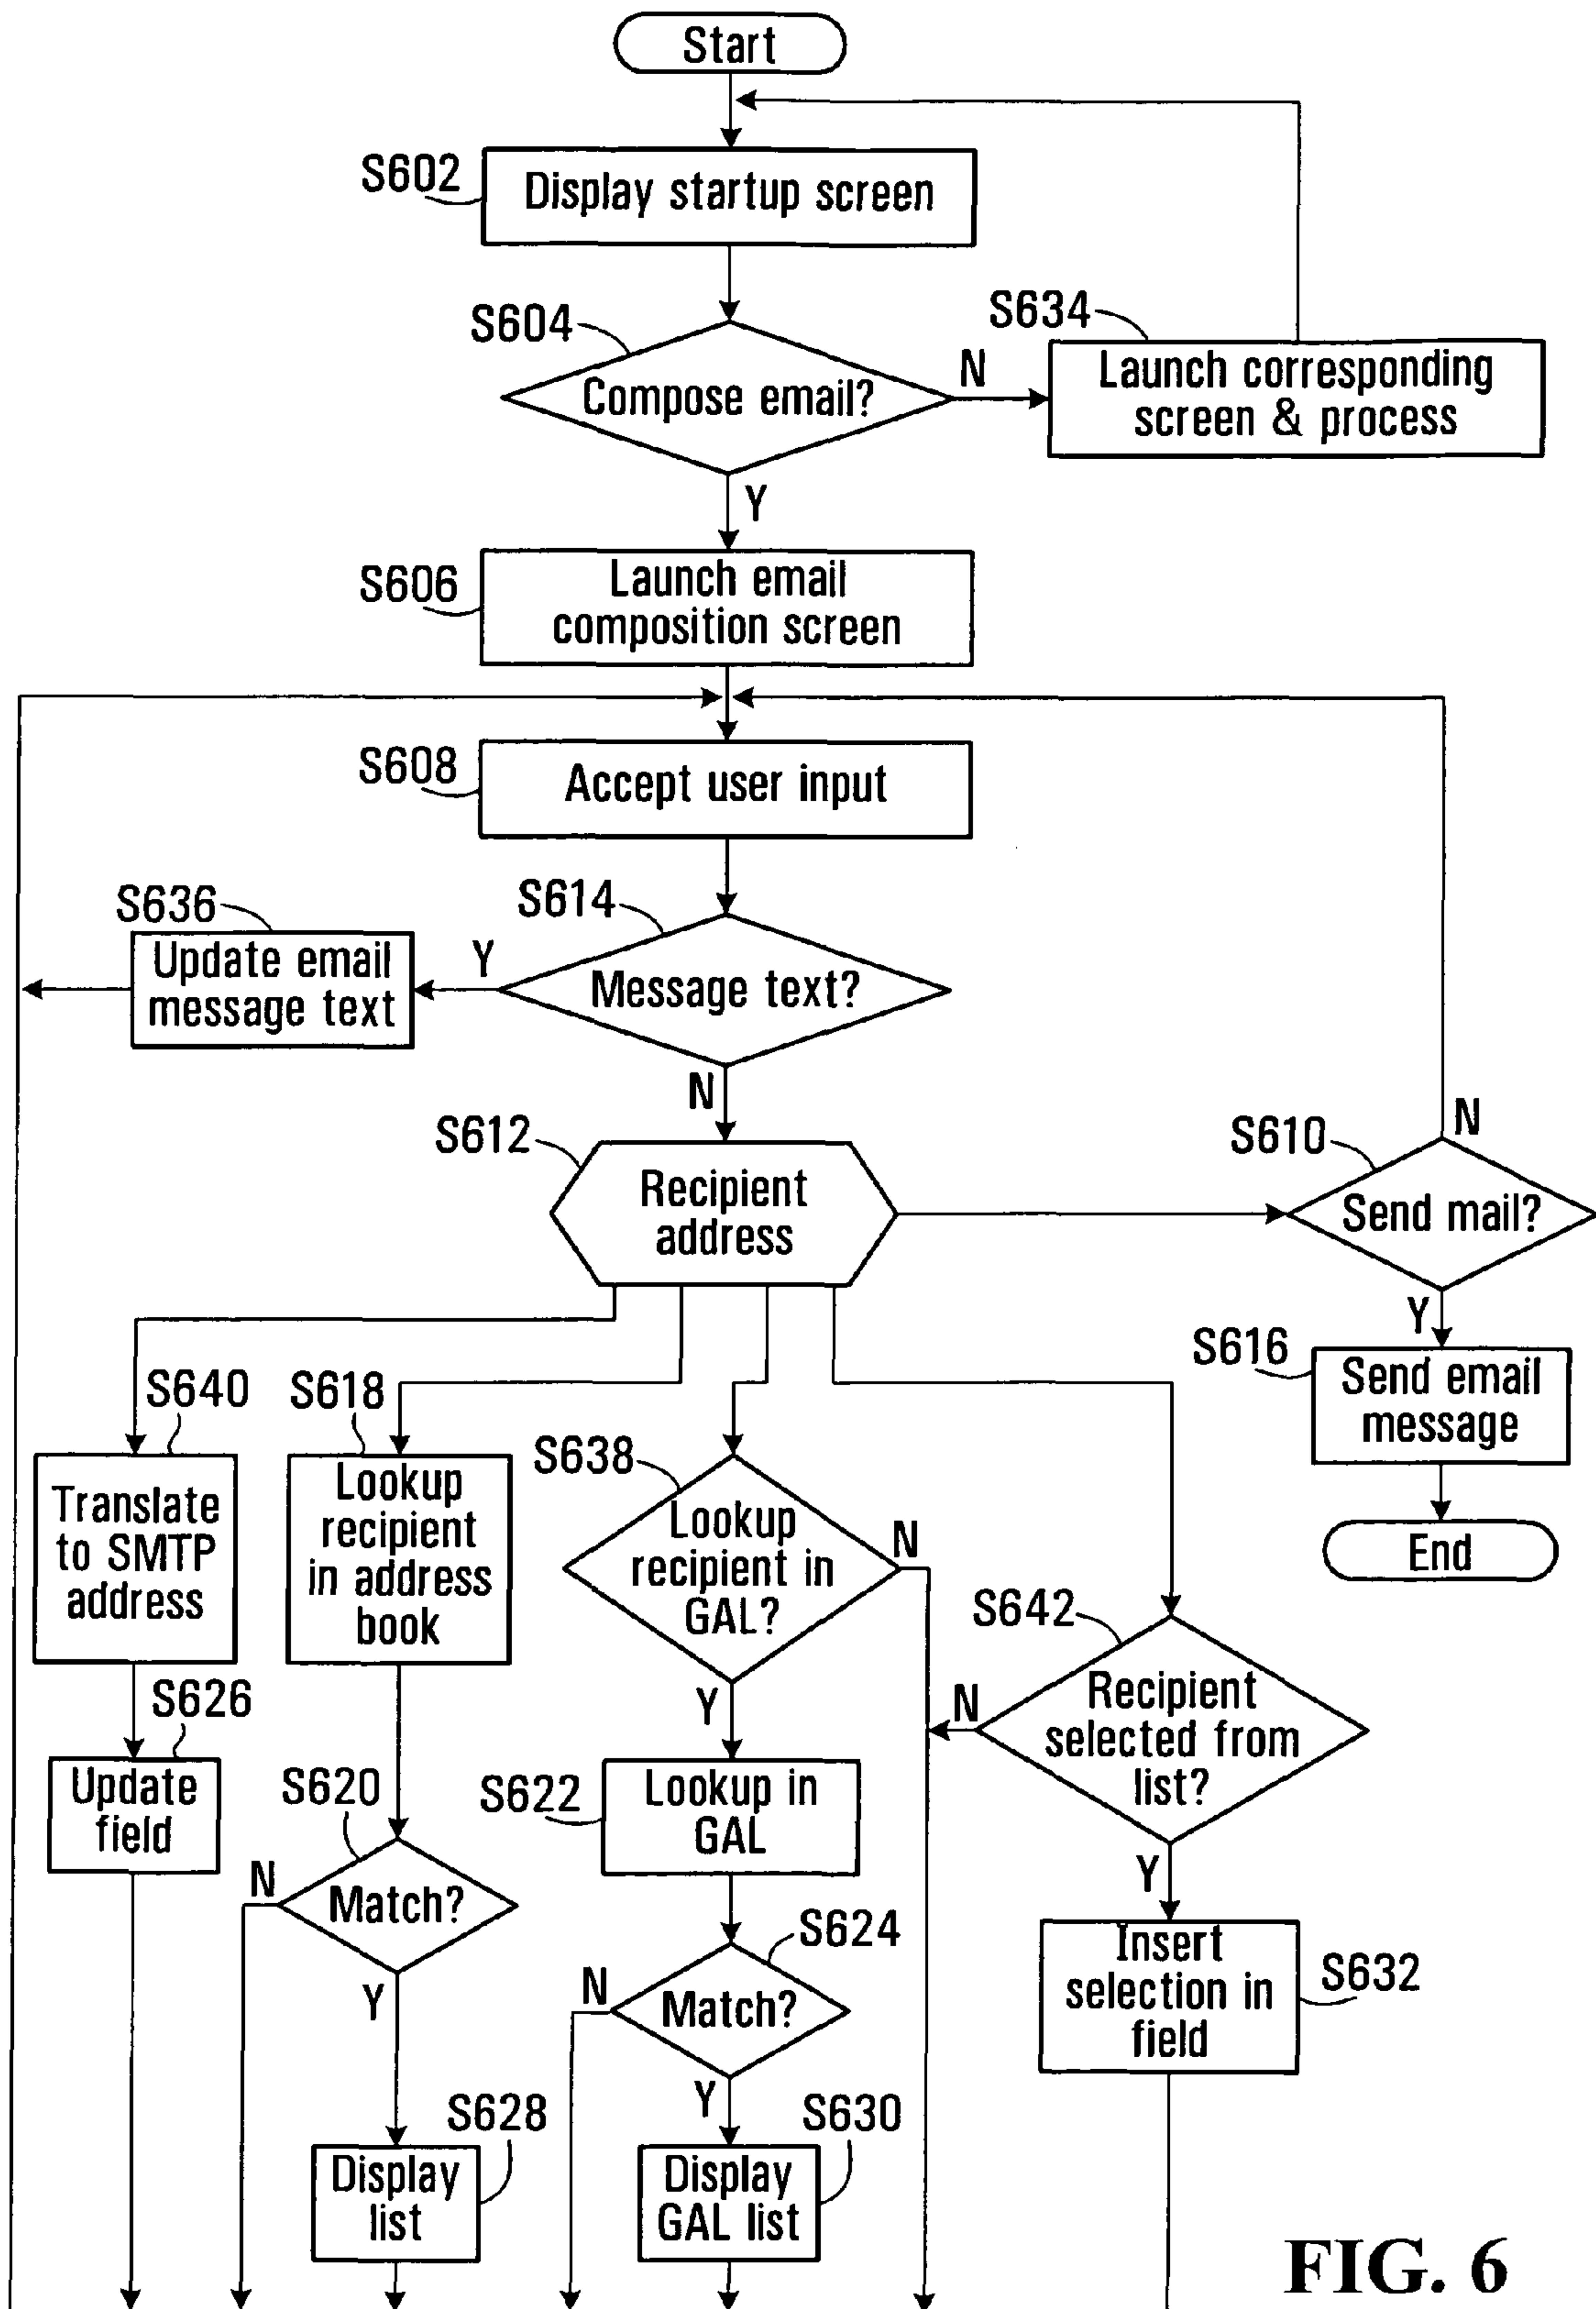 Start
S602
Display startup screen
S604
Compose email?
N
S634
Launch corresponding
screen & process
Y
S606
Launch email
composition screen
S608
Accept user input
S636
Update email
message text
Y
S614
Message text?
N
S612
Recipient
address
S610
N
Send mail?
Y
S616
Send email
message
End
S640
Translate
to SMTP
address
S626
Update
field
S618
Lookup
recipient
in address
book
S620
N
Match?
Y
S628
Display
list
S638
Lookup
recipient in
GAL?
N
Y
S622
Lookup in
GAL
S624
N
Match?
Y
S630
Display
GAL list
S642
N
Recipient
selected from
list?
Y
Insert
selection in
field
S632
FIG. 6